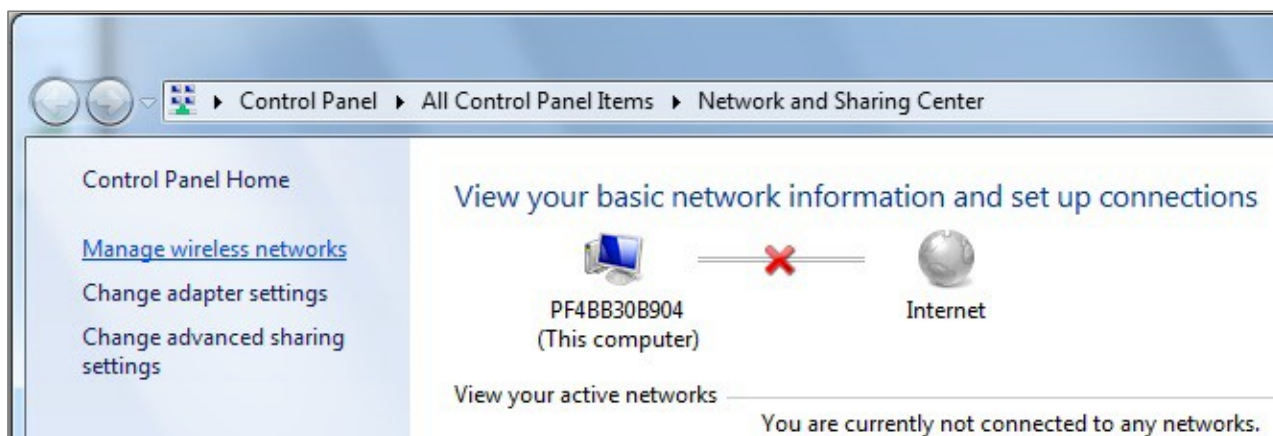 Control Panel ▸ All Control Panel Items ▸ Network and Sharing Center
Control Panel Home
Manage wireless networks
Change adapter settings
Change advanced sharing
settings
View your basic network information and set up connections
PF4BB30B904
(This computer)
Internet
View your active networks
You are currently not connected to any networks.